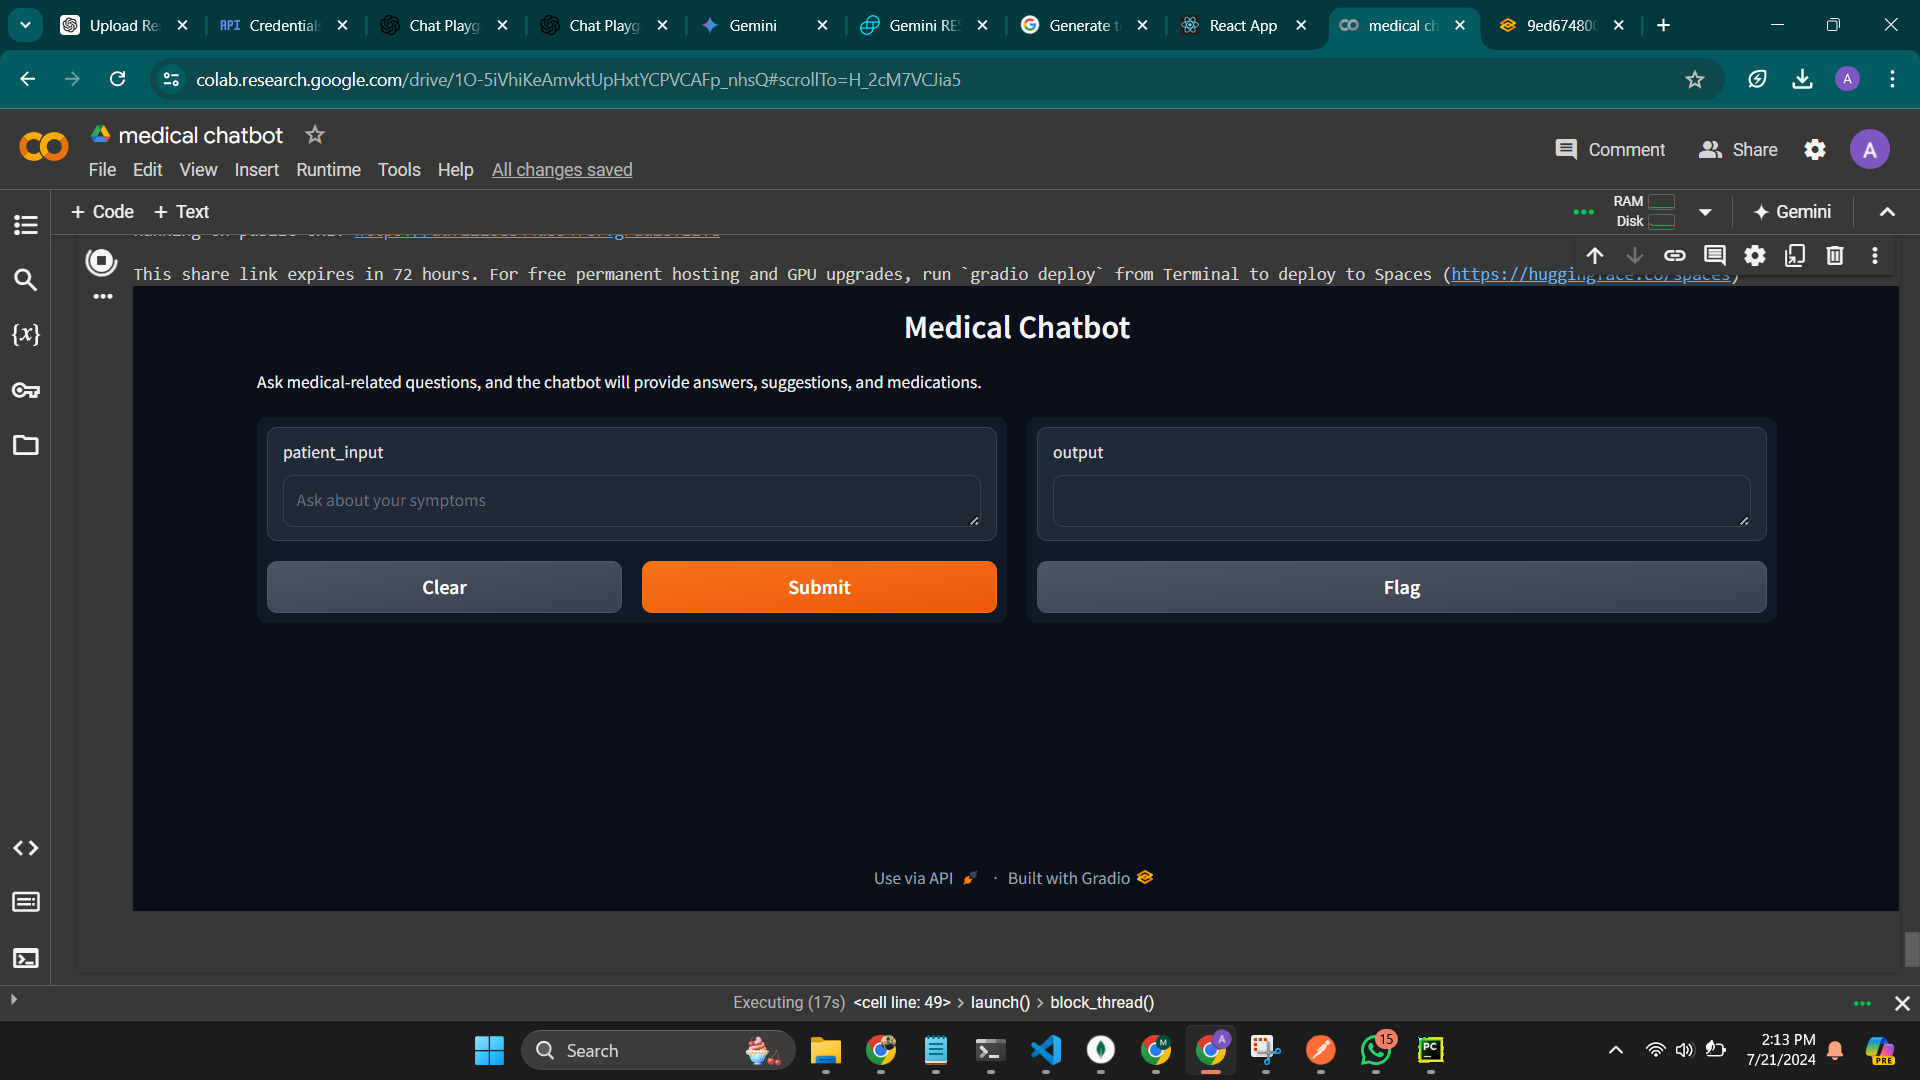 Upload Re
API Credentials
Chat Playg
Chat Playg
Gemini
Gemini RE
Generate t
React App
medical ch
9ed67480
colab.research.google.com/drive/1O-5iVhiKeAmvktUpHxtYCPVCAFp_nhsQ#scrollTo=H_2cM7VCJia5
A
CO medical chatbot
Comment Share A
File Edit View Insert Runtime Tools Help All changes saved
+ Code + Text
RAM
Disk
Gemini
This share link expires in 72 hours. For free permanent hosting and GPU upgrades, run `gradio deploy` from Terminal to deploy to Spaces (https://huggingface.co/spaces)
{x}
Medical Chatbot
Ask medical-related questions, and the chatbot will provide answers, suggestions, and medications.
patient_input
Ask about your symptoms
Clear
Submit
output
Flag
Use via API · Built with Gradio
Executing (17s) <cell line: 49> > launch() > block_thread()
Search
M
A
15
PC
2:13 PM
7/21/2024
PRE